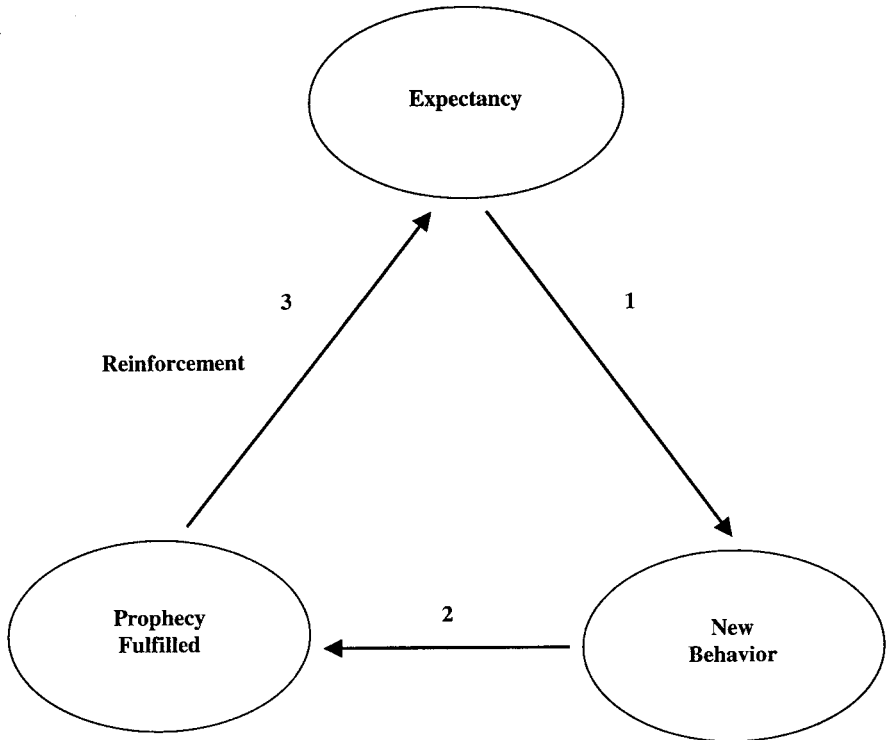 Expectancy
3
1
Reinforcement
Prophecy
Fulfilled
2
New
Behavior